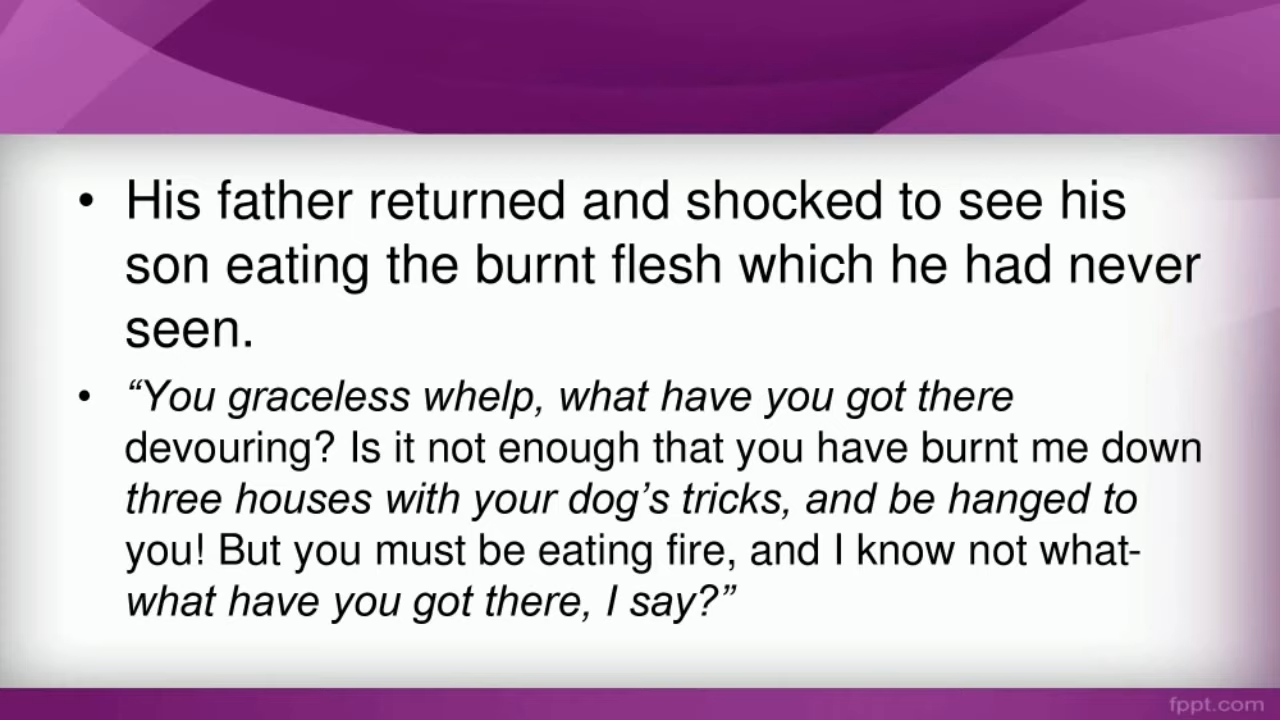 • His father returned and shocked to see his
son eating the burnt flesh which he had never
seen.
• “You graceless whelp, what have you got there
devouring? Is it not enough that you have burnt me down
three houses with your dog’s tricks, and be hanged to
you! But you must be eating fire, and I know not what-
what have you got there, I say?”
fppt.com